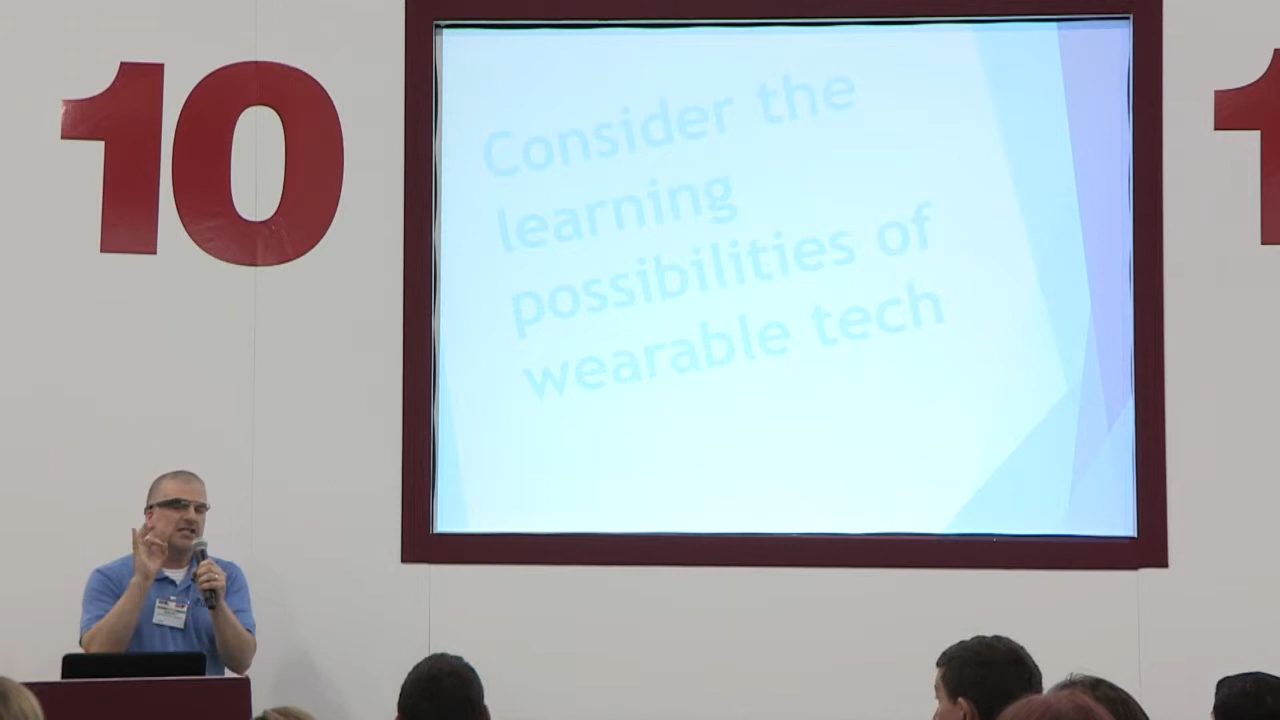 10
Consider the
learning
possibilities of
wearable tech